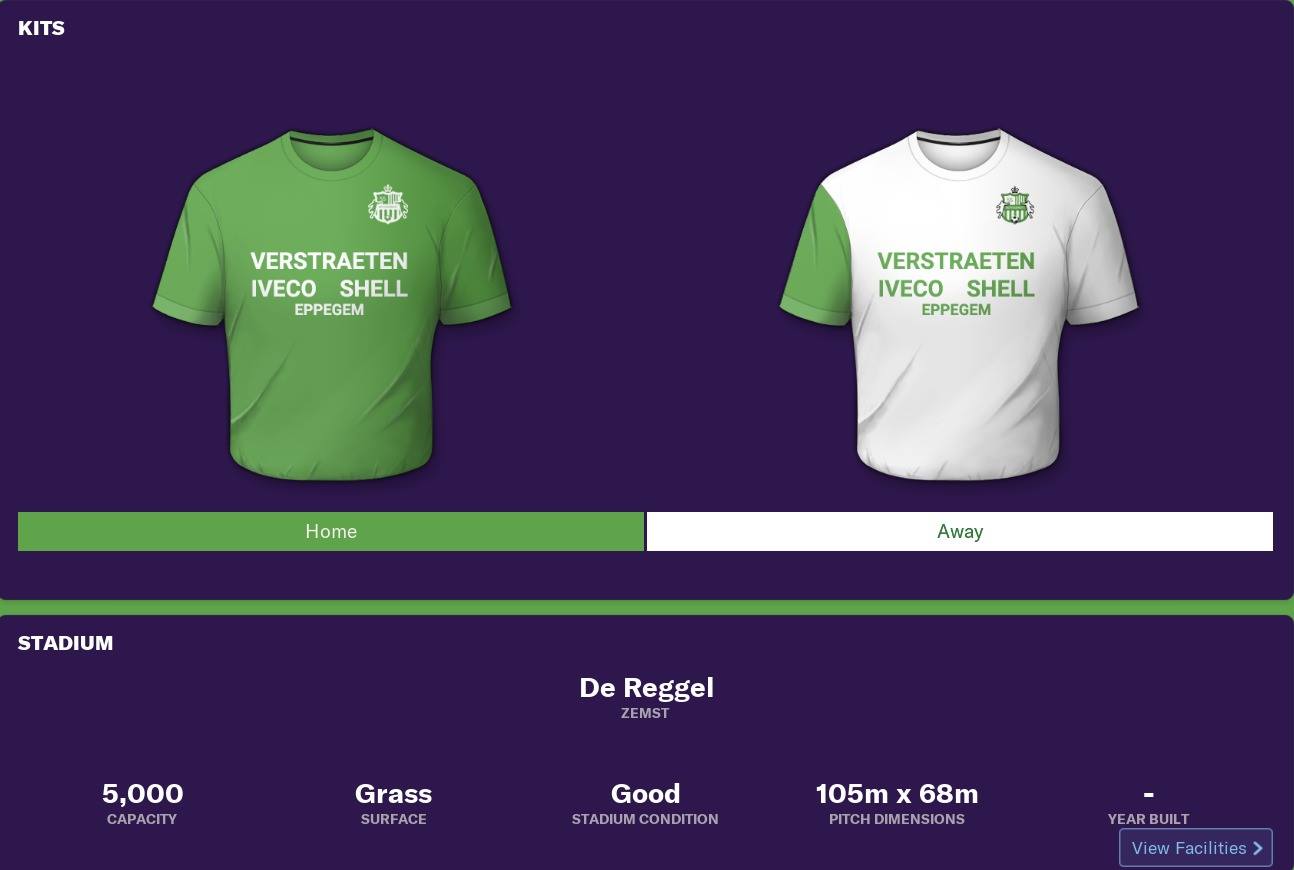 KITS
VERSTRAETEN
IVECO SHELL
EPPEGEM
VERSTRAETEN
IVECO SHELL
EPPEGEM
Home
Away
STADIUM
De Reggel
ZEMST
5,000
CAPACITY
Grass
SURFACE
Good
STADIUM CONDITION
105m x 68m
PITCH DIMENSIONS
-
YEAR BUILT
View Facilities